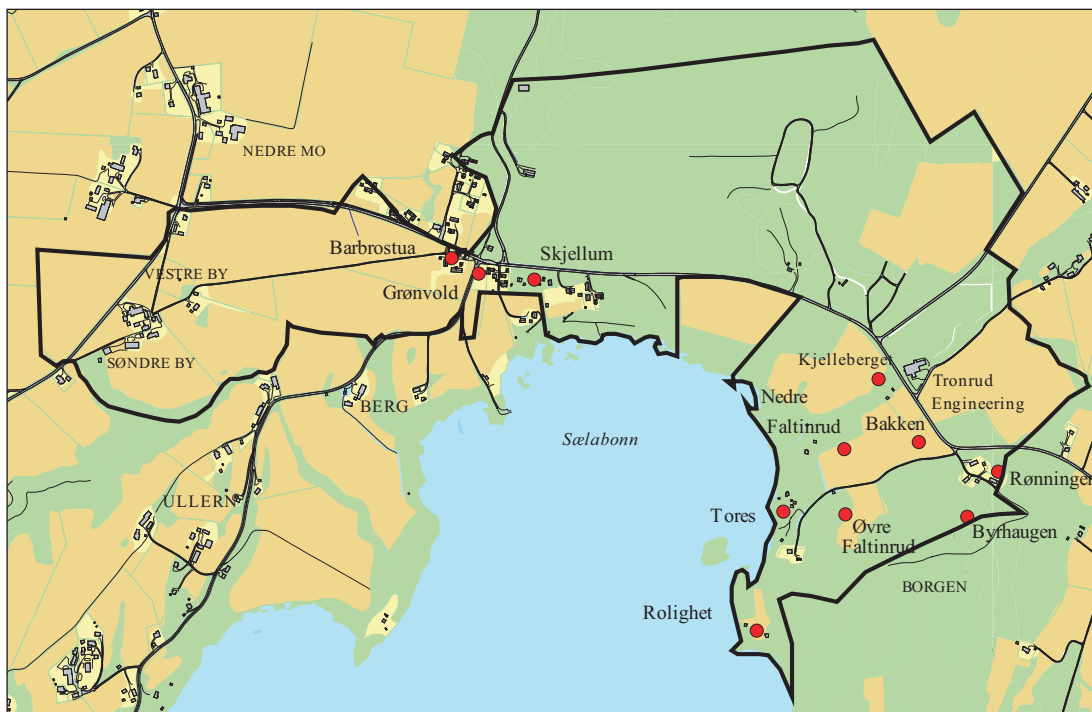 NEDRE MO
Barbrostua
Skjellum
VESTRE BY
Grønvold
SØNDRE BY
Kjelleberget
Tronrud
Engineering
BERG
Nedre
Faltinrud
Bakken
Sælabonn
Rønningen
ULLERN
Tores
Øvre
Faltinrud
Byrhaugen
BORGEN
Rolighet